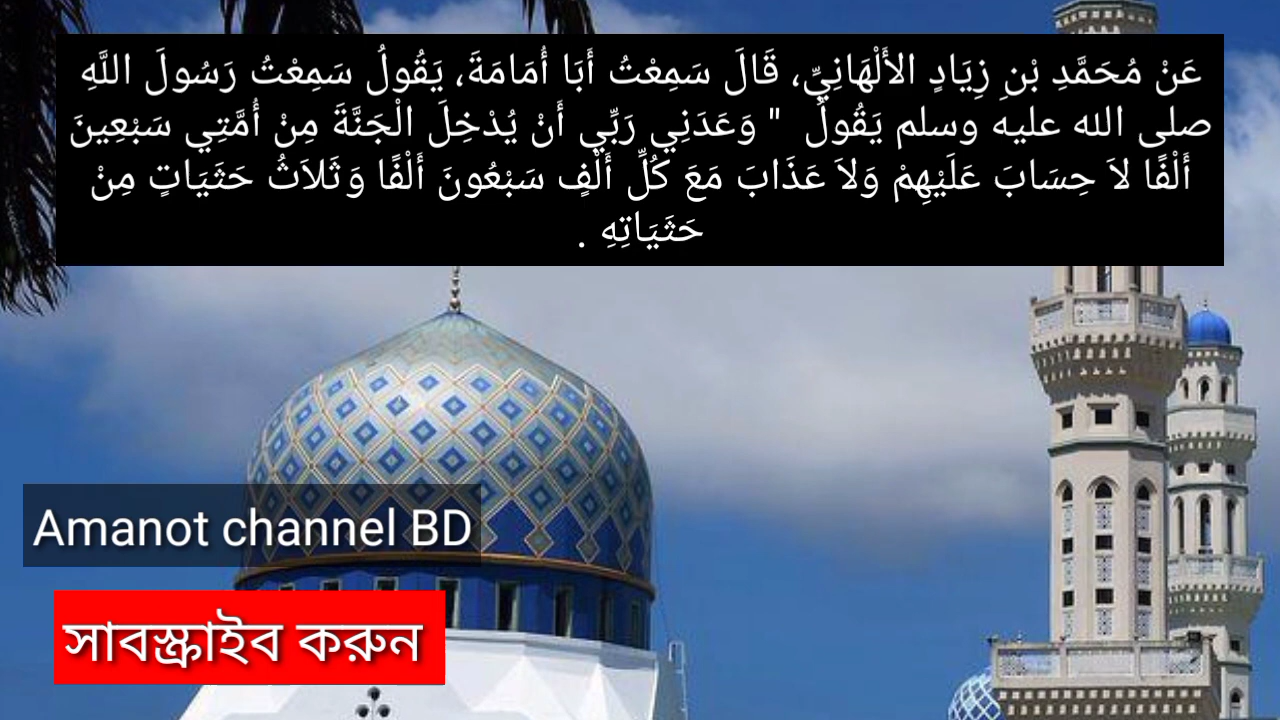 عَنْ مُحَمَّدِ بْنِ زِيَادٍ الأَلْهَانِيِّ، قَالَ سَمِعْتُ أَبَا أُمَامَةَ، يَقُولُ سَمِعْتُ رَسُولَ اللَّهِ
صلى الله عليه وسلم يَقُولُ " وَعَدَنِي رَبِّي أَنْ يُدْخِلَ الْجَنَّةَ مِنْ أُمَّتِي سَبْعِينَ
أَلْفًا لاَ حِسَابَ عَلَيْهِمْ وَلاَ عَذَابَ مَعَ كُلِّ أَلْفٍ سَبْعُونَ أَلْفًا وَثَلاَثُ حَثَيَاتٍ مِنْ
حَثَيَاتِهِ .
Amanot channel BD
সাবস্ক্রাইব করুন